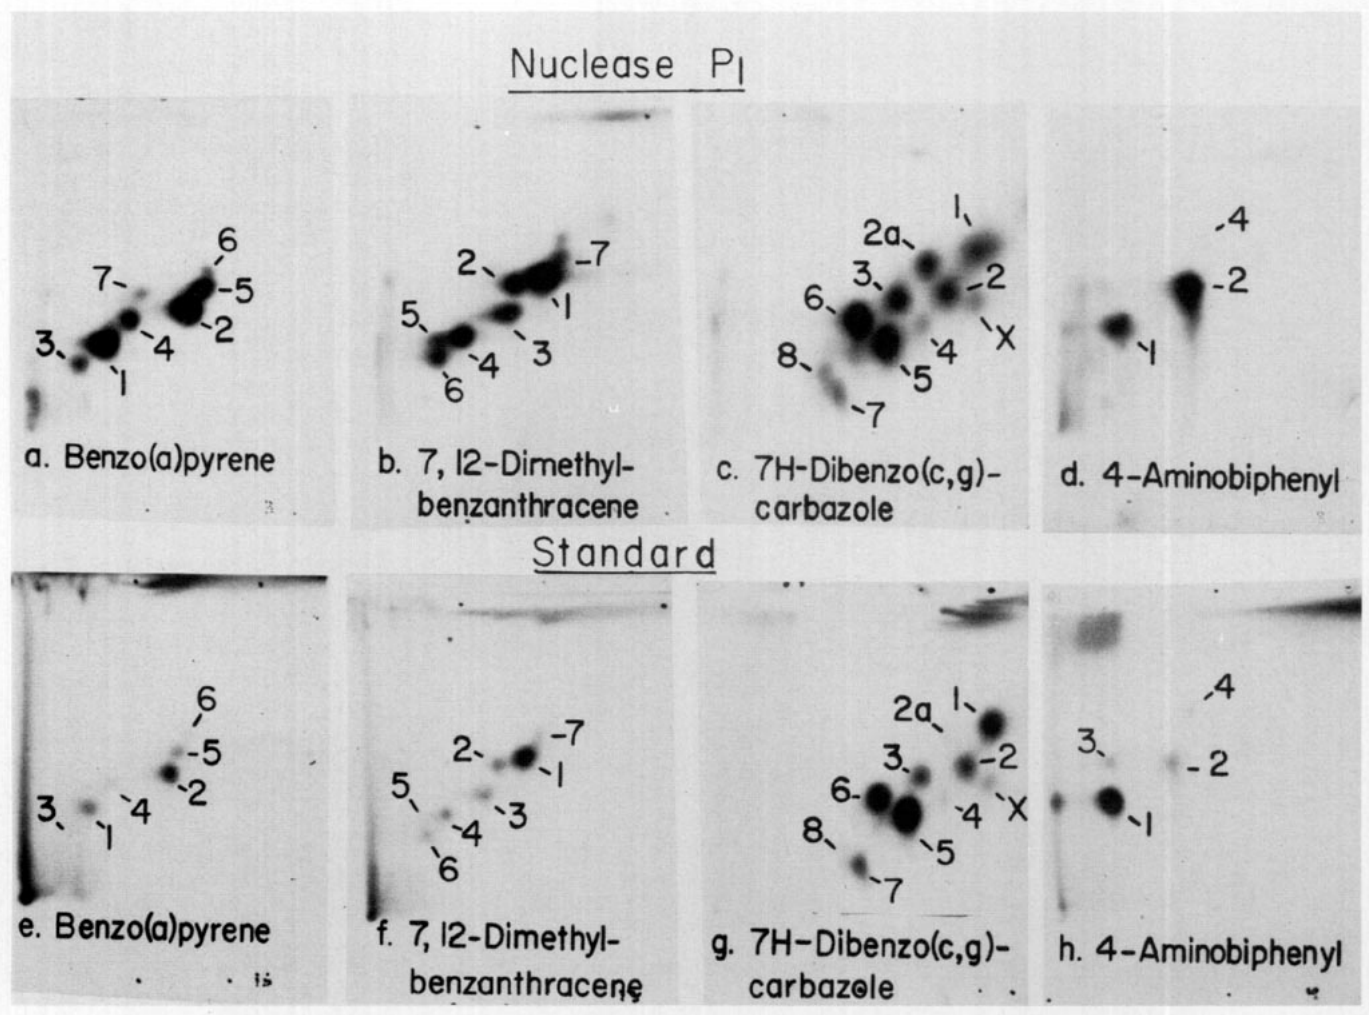 Nuclease P1
1
2a
3
2
6
X
4
8
5
7
6
7
5
3
4
2
1
2
7
5
1
3
4
6
4
2
1
a. Benzo(a)pyrene
b. 7, 12-Dimethyl-
benzanthracene
c. 7H-Dibenzo(c,g)-
carbazole
d. 4-Aminobiphenyl
Standard
6
5
2
3
4
1
7
2
1
5
3
4
6
1
2a
3
2
6
4
X
8
5
7
4
3
2
1
e. Benzo(a)pyrene
f. 7, 12-Dimethyl-
benzanthracene
g. 7H-Dibenzo(c,g)-
carbazole
h. 4-Aminobiphenyl